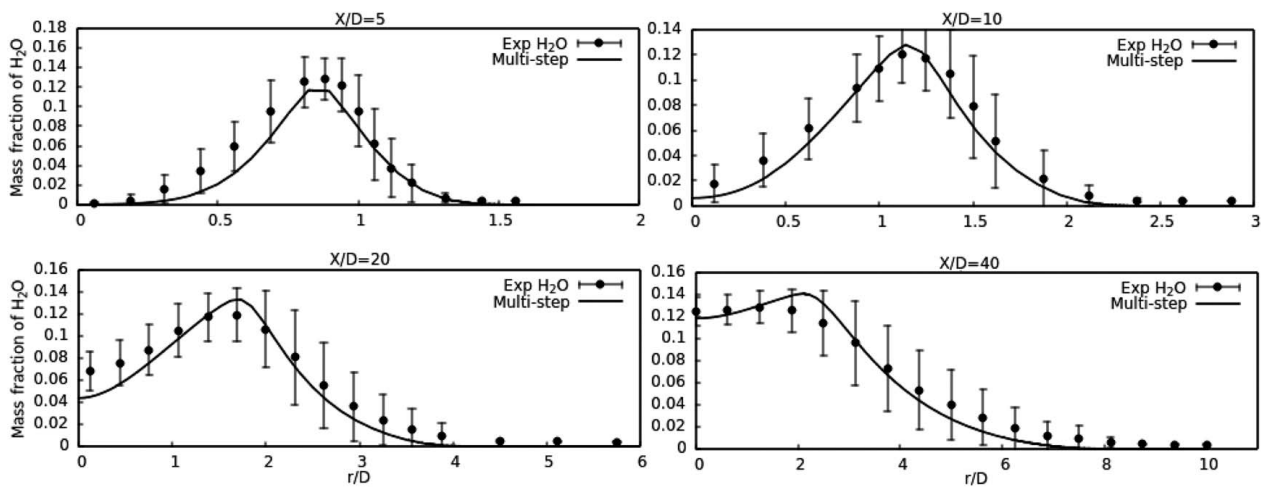 X/D=5
Mass fraction of H₂O
0.18
0.16
0.14
0.12
0.1
0.08
0.06
0.04
0.02
0
Exp H₂O
Multi-step
0 0.5 1 1.5 2
X/D=10
0.14
0.12
0.1
0.08
0.06
0.04
0.02
0
Exp H₂O
Multi-step
0 0.5 1 1.5 2 2.5 3
X/D=20
Mass fraction of H₂O
0.16
0.14
0.12
0.1
0.08
0.06
0.04
0.02
0
Exp H₂O
Multi-step
0 1 2 3 4 5 6
r/D
X/D=40
0.16
0.14
0.12
0.1
0.08
0.06
0.04
0.02
0
Exp H₂O
Multi-step
0 2 4 6 8 10
r/D